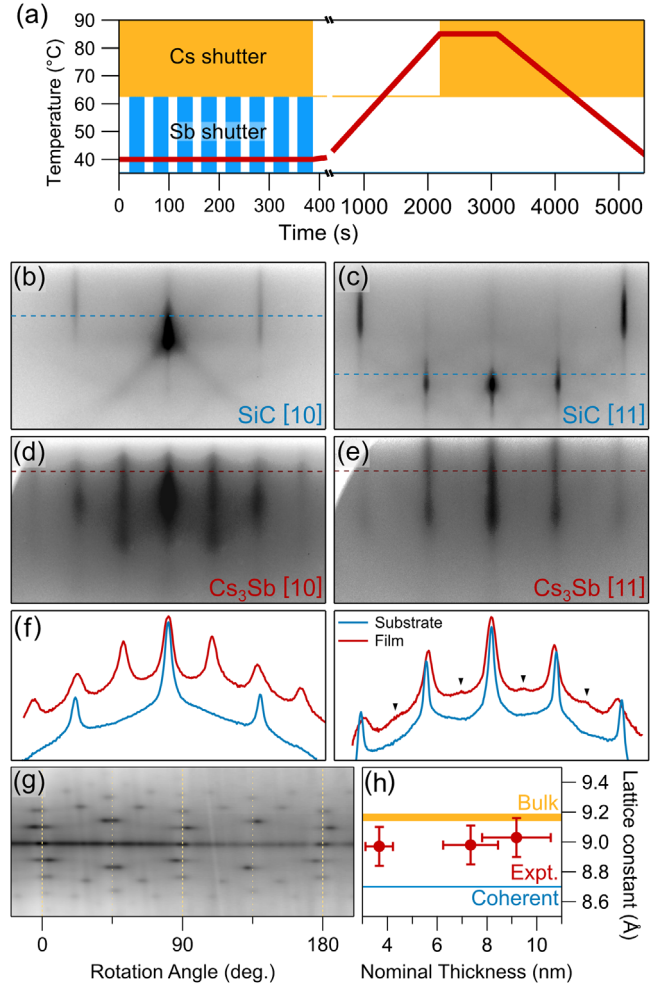 (a)
90
80
70
60
50
40
Temperature (°C)
Cs shutter
Sb shutter
0 100 200 300 400 1000 2000 3000 4000 5000
Time (s)
(b)
SiC [10]
(c)
SiC [11]
(d)
Cs₃Sb [10]
(e)
Cs₃Sb [11]
(f)
Substrate
Film
(g)
0 90 180
Rotation Angle (deg.)
(h)
Bulk
Expt.
Coherent
9.4
9.2
9.0
8.8
8.6
Lattice constant (Å)
4 6 8 10
Nominal Thickness (nm)